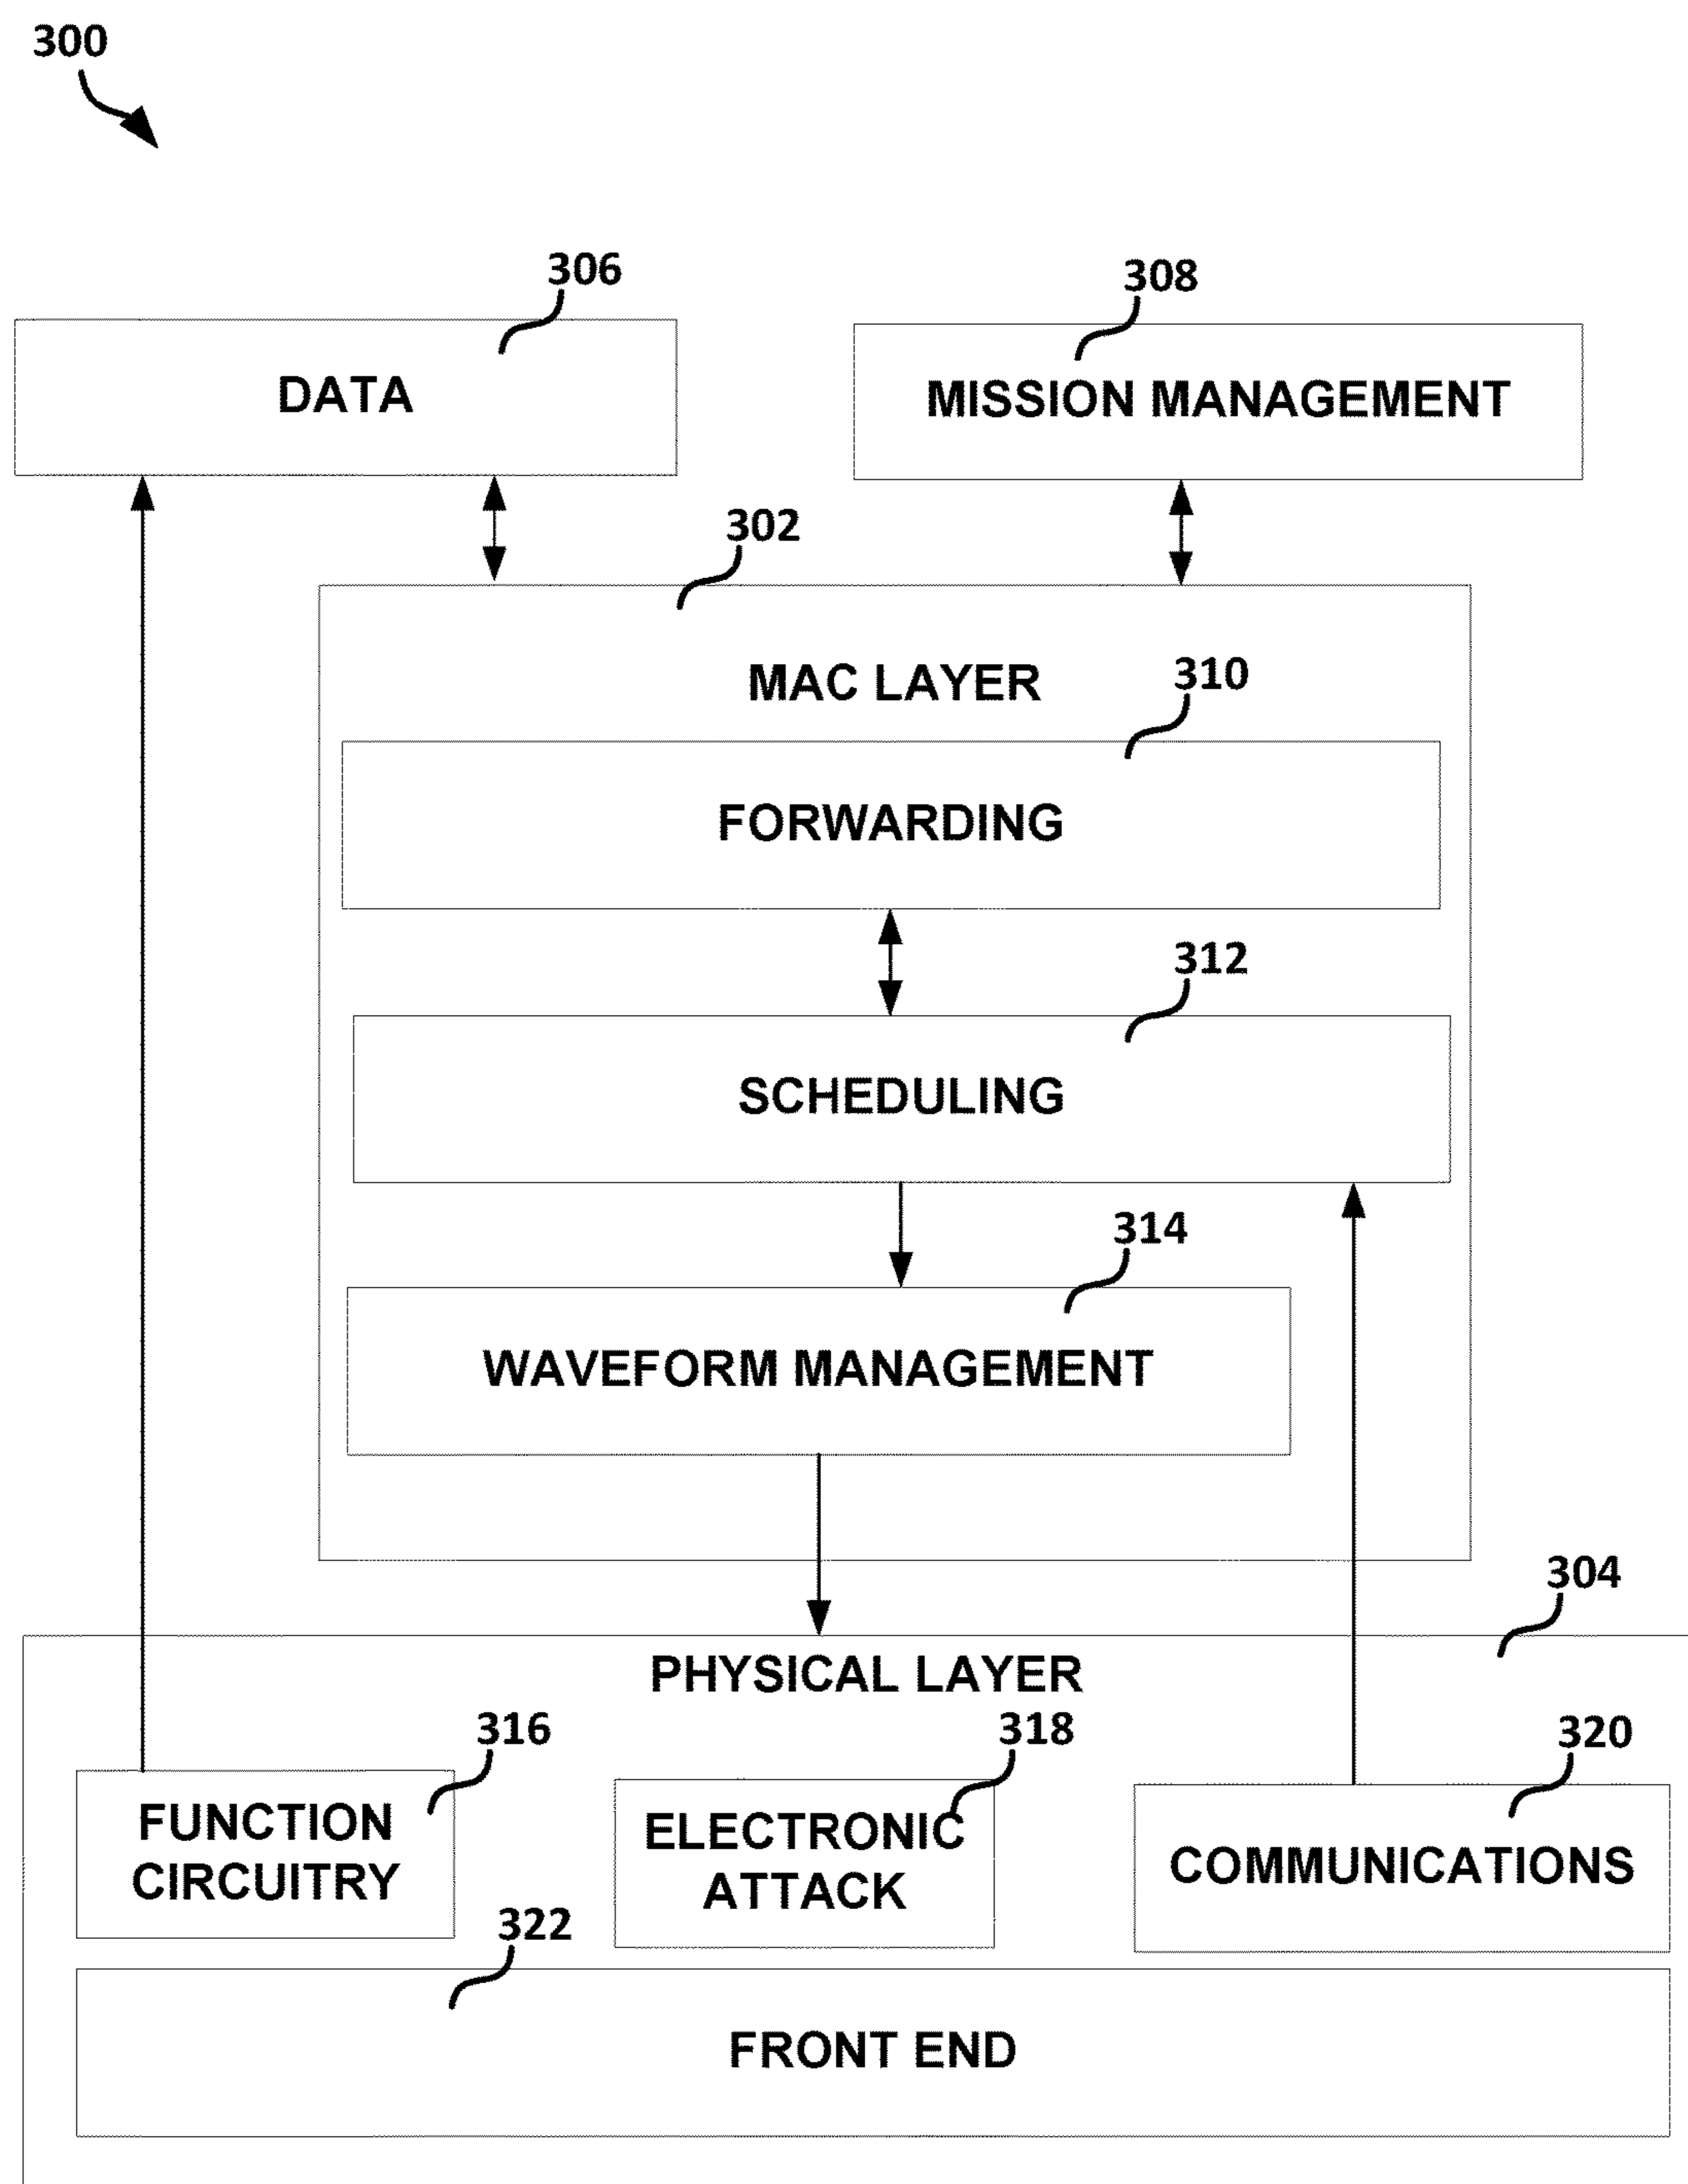 300
306
308
DATA
MISSION MANAGEMENT
302
MAC LAYER
310
FORWARDING
312
SCHEDULING
314
WAVEFORM MANAGEMENT
304
PHYSICAL LAYER
316
318
320
FUNCTION
CIRCUITRY
ELECTRONIC
ATTACK
COMMUNICATIONS
322
FRONT END